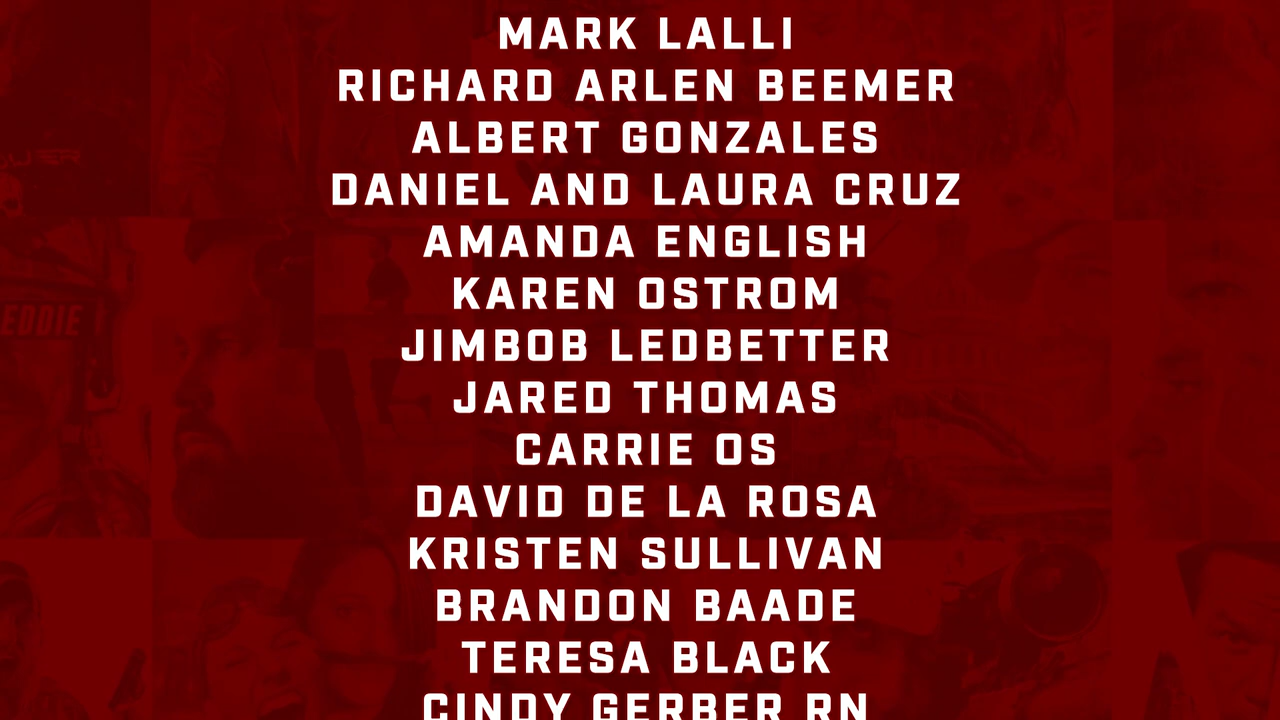 MARK LALLI
RICHARD ARLEN BEEMER
ALBERT GONZALES
DANIEL AND LAURA CRUZ
AMANDA ENGLISH
KAREN OSTROM
EDDIE
JIMBOB LEDBETTER
JARED THOMAS
CARRIE OS
DAVID DE LA ROSA
KRISTEN SULLIVAN
BRANDON BAADE
TERESA BLACK
CINDY GERBER RN